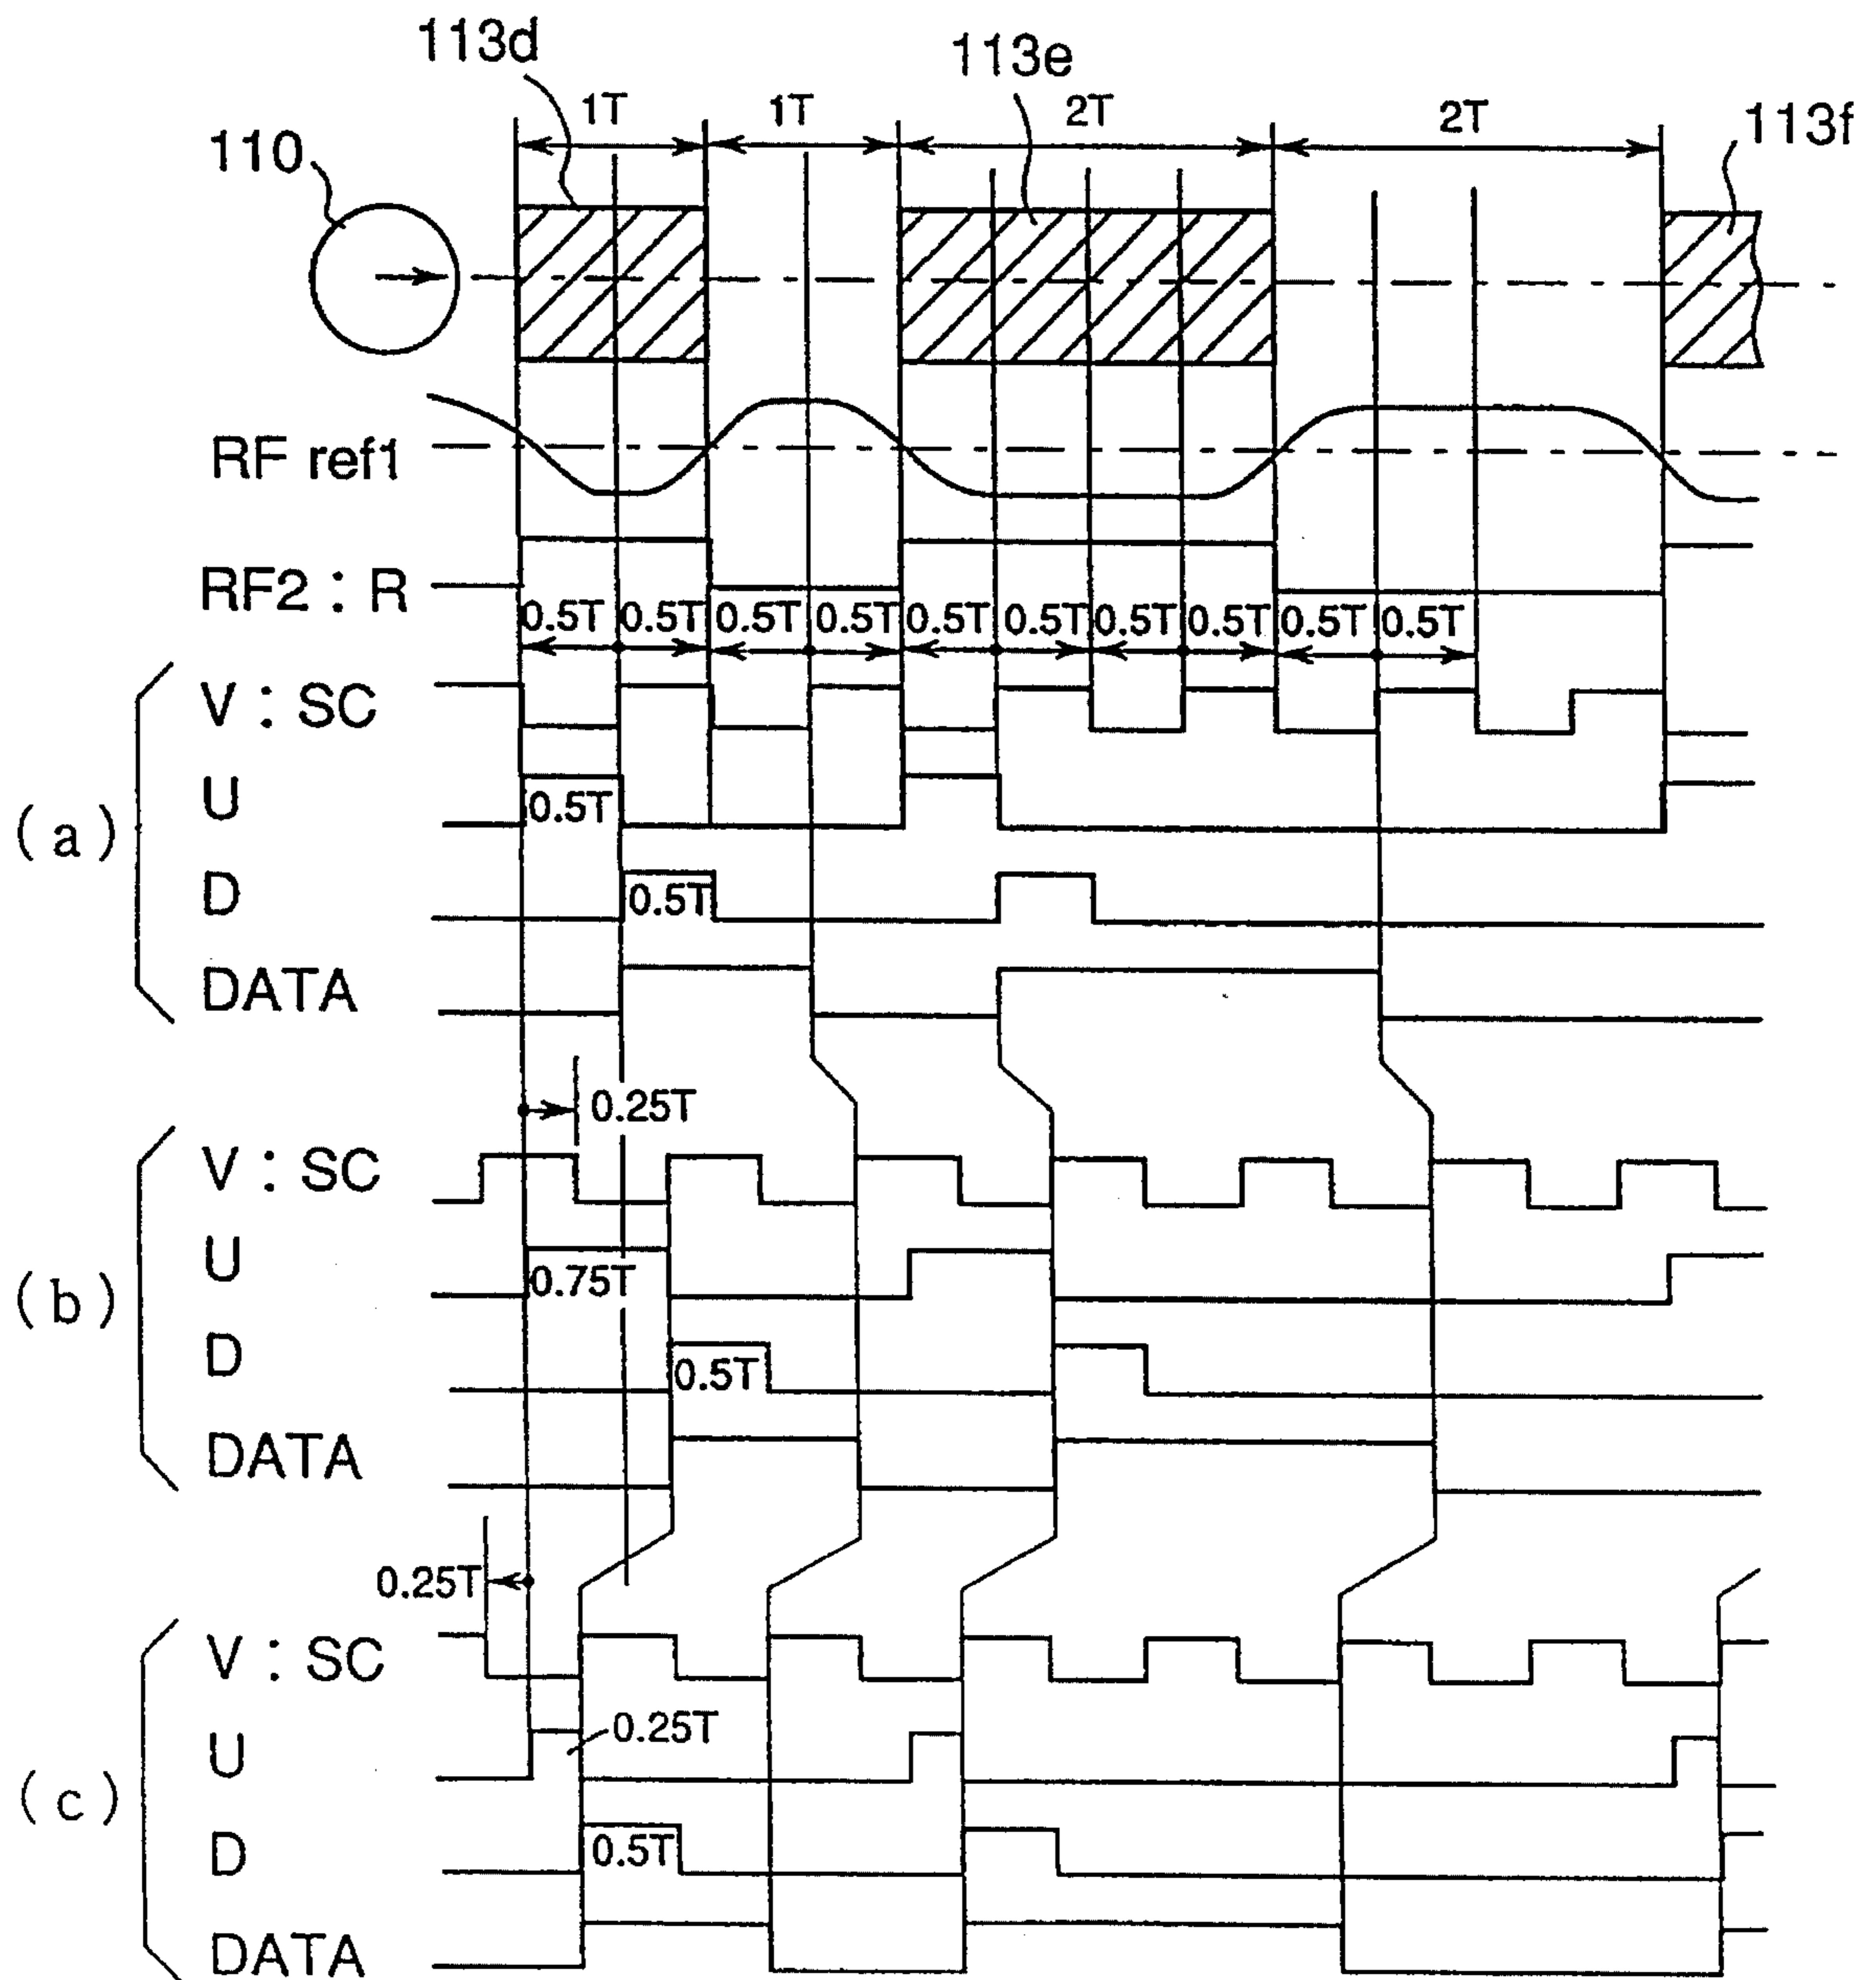 113d
113e
1T
1T
2T
2T
113f
110
RF ref1
RF2 : R
0.5T 0.5T 0.5T 0.5T 0.5T 0.5T 0.5T 0.5T 0.5T 0.5T
(a)
V : SC
U
0.5T
D
0.5T
DATA
0.25T
(b)
V : SC
U
0.75T
D
0.5T
DATA
0.25T
(c)
V : SC
U
0.25T
D
0.5T
DATA